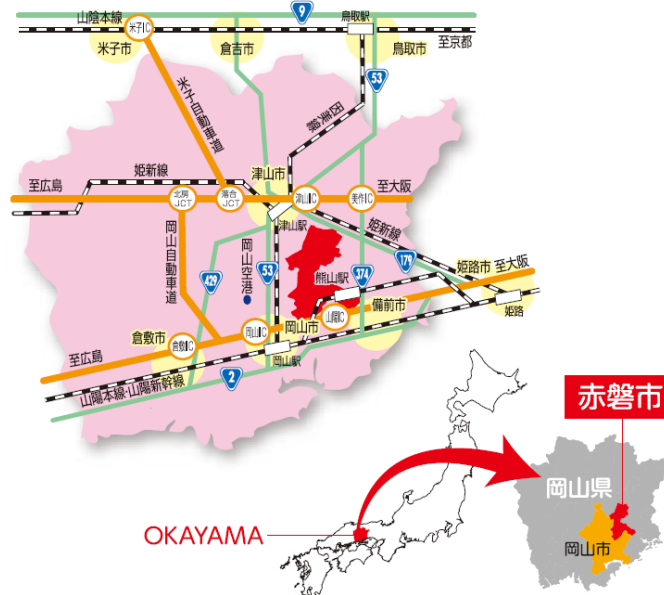 9
山陰本線
米子IC
鳥取駅
米子市
倉吉市
鳥取市
至京都
53
米子自動車道
因美線
姫新線
津山市
至広島
北房JCT
落合JCT
津山IC
美作IC
至大阪
津山駅
姫新線
岡山自動車道
岡山空港
429
53
熊山駅
374
179
姫路市
至大阪
備前市
山陽IC
岡山市
岡山IC
倉敷市
倉敷IC
姫路
至広島
岡山駅
2
山陽本線・山陽新幹線
赤磐市
岡山県
岡山市
OKAYAMA